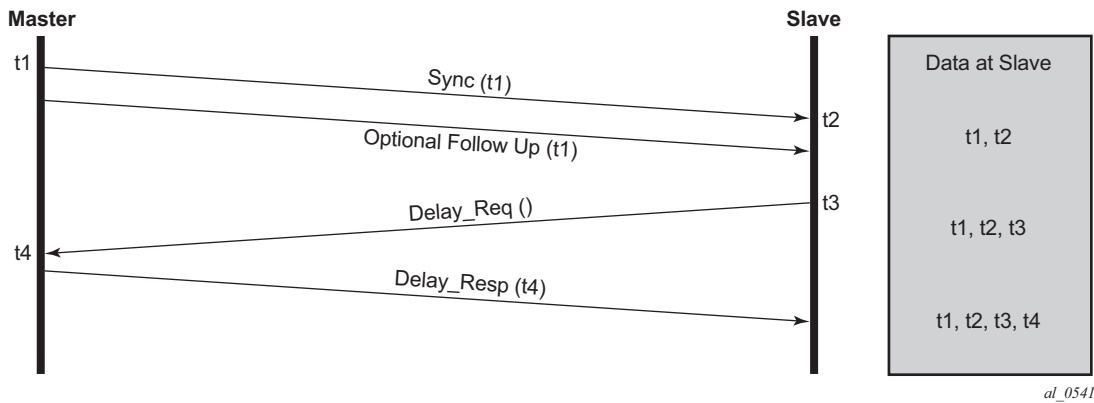 Master
Slave
t1
Sync (t1)
t2
Optional Follow Up (t1)
t3
Delay_Req ()
t4
Delay_Resp (t4)
Data at Slave
t1, t2
t1, t2, t3
t1, t2, t3, t4
al_0541